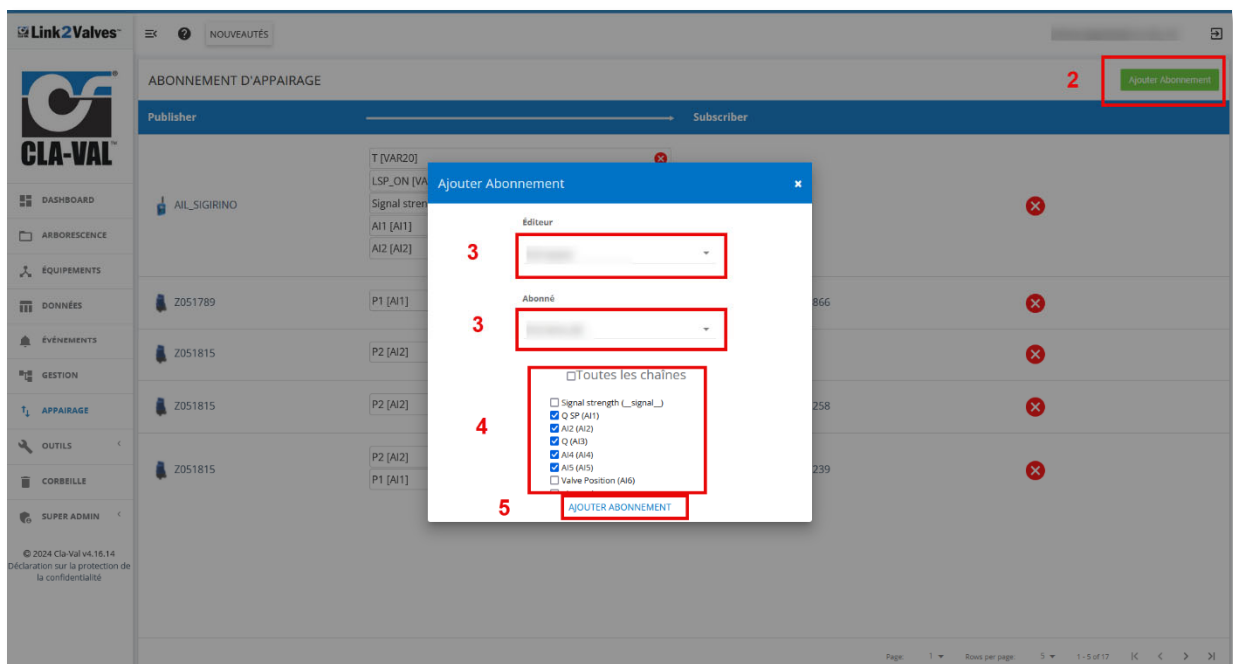 Link2Valves™
NOUVEAUTÉS
CLA-VAL™
DASHBOARD
ARBORESCENCE
ÉQUIPEMENTS
DONNÉES
ÉVÉNEMENTS
GESTION
APPAIRAGE
OUTILS
CORBEILLE
SUPER ADMIN
© 2024 Cla-Val v4.16.14
Déclaration sur la protection de
la confidentialité
ABONNEMENT D'APPAIRAGE
2
Ajouter Abonnement
Publisher
Subscriber
AIL_SIGIRINO
T [VAR20]
LSP_ON [VA
Signal stren
AI1 [AI1]
AI2 [AI2]
Z051789
P1 [AI1]
866
Z051815
P2 [AI2]
Z051815
P2 [AI2]
258
Z051815
P2 [AI2]
P1 [AI1]
239
Ajouter Abonnement
Éditeur
3
Abonné
3
Toutes les chaînes
4
Signal strength (__signal__)
Q SP (AI1)
AI2 (AI2)
Q (AI3)
AI4 (AI4)
AI5 (AI5)
Valve Position (AI6)
5
AJOUTER ABONNEMENT
Page: 1 Rows per page: 5 1 - 5 of 17